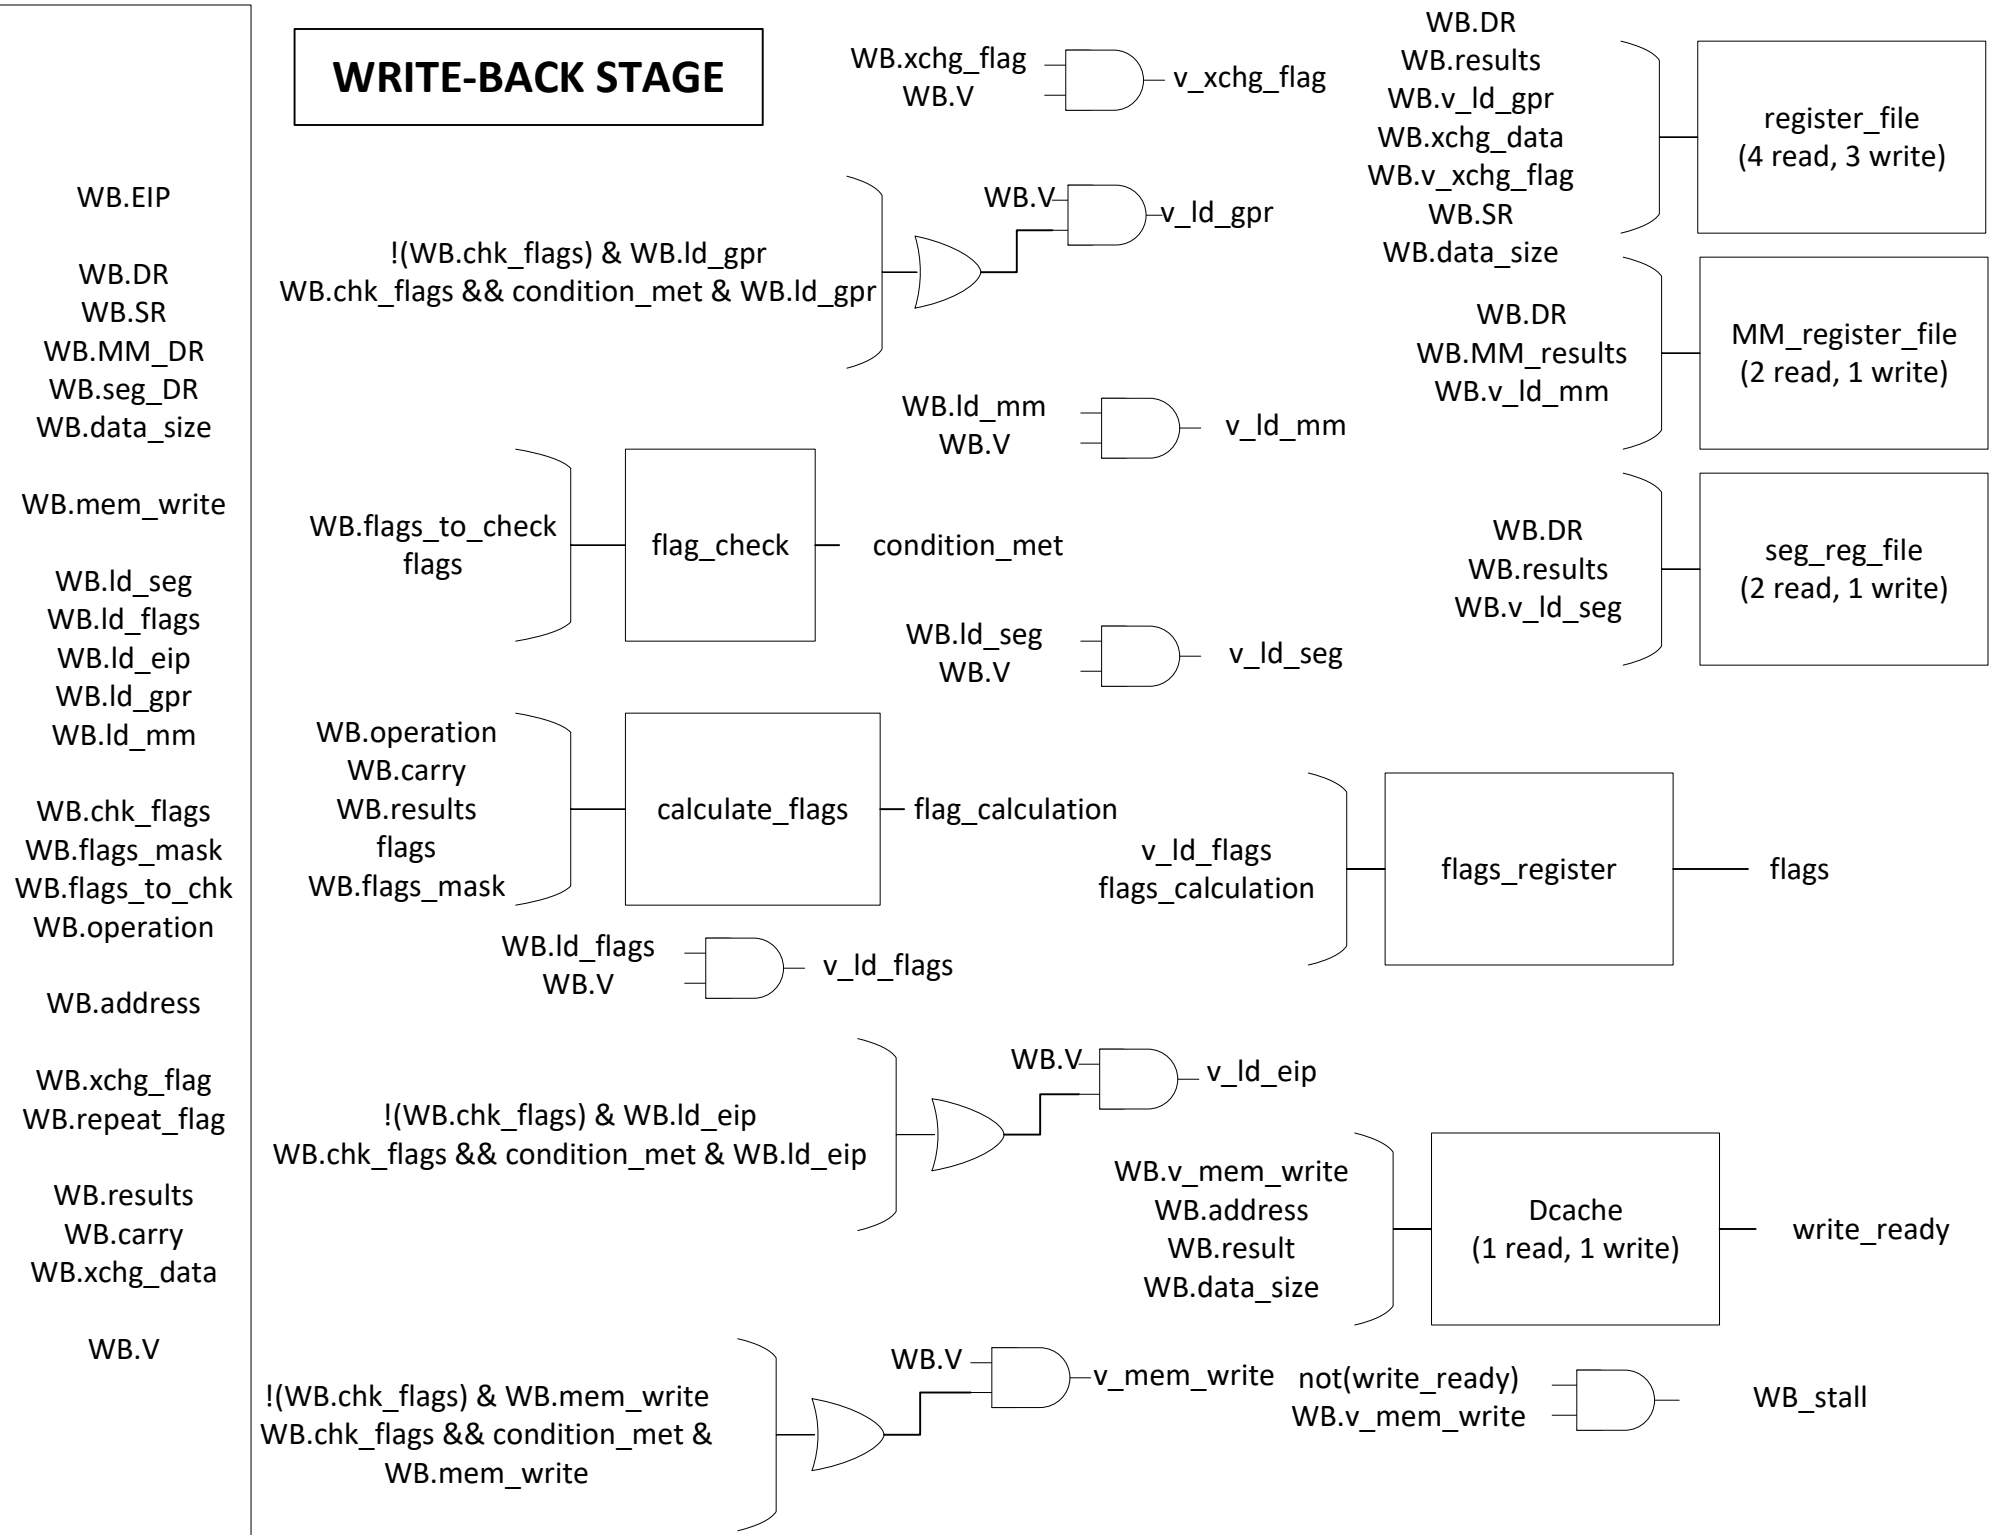 WRITE-BACK STAGE
WB.EIP
WB.DR
WB.SR
WB.MM_DR
WB.seg_DR
WB.data_size
WB.mem_write
WB.ld_seg
WB.ld_flags
WB.ld_eip
WB.ld_gpr
WB.ld_mm
WB.chk_flags
WB.flags_mask
WB.flags_to_chk
WB.operation
WB.address
WB.xchg_flag
WB.repeat_flag
WB.results
WB.carry
WB.xchg_data
WB.V
WB.xchg_flag
WB.V
v_xchg_flag
!(WB.chk_flags) & WB.ld_gpr
WB.chk_flags && condition_met & WB.ld_gpr
WB.V
v_ld_gpr
WB.ld_mm
WB.V
v_ld_mm
WB.flags_to_check
flags
flag_check
condition_met
WB.ld_seg
WB.V
v_ld_seg
WB.operation
WB.carry
WB.results
flags
WB.flags_mask
calculate_flags
flag_calculation
WB.ld_flags
WB.V
v_ld_flags
!(WB.chk_flags) & WB.ld_eip
WB.chk_flags && condition_met & WB.ld_eip
WB.V
v_ld_eip
!(WB.chk_flags) & WB.mem_write
WB.chk_flags && condition_met &
WB.mem_write
WB.V
v_mem_write
WB.DR
WB.results
WB.v_ld_gpr
WB.xchg_data
WB.v_xchg_flag
WB.SR
WB.data_size
register_file
(4 read, 3 write)
WB.DR
WB.MM_results
WB.v_ld_mm
MM_register_file
(2 read, 1 write)
WB.DR
WB.results
WB.v_ld_seg
seg_reg_file
(2 read, 1 write)
v_ld_flags
flags_calculation
flags_register
flags
WB.v_mem_write
WB.address
WB.result
WB.data_size
Dcache
(1 read, 1 write)
write_ready
not(write_ready)
WB.v_mem_write
WB_stall